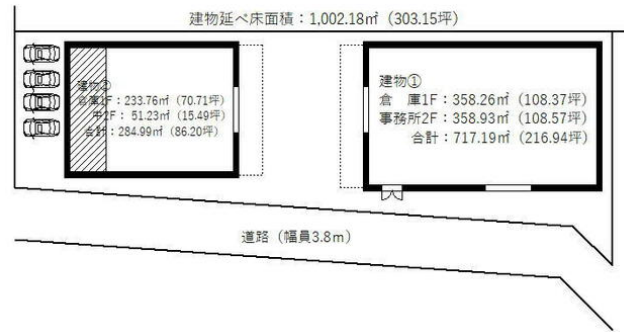 建物延べ床面積：1,002.18㎡（303.15坪）
建物②
倉庫1F：233.76㎡（70.71坪）
中2F：51.23㎡（15.49坪）
合計：284.99㎡（86.20坪）
建物①
倉　庫1F：358.26㎡（108.37坪）
事務所2F：358.93㎡（108.57坪）
合計：717.19㎡（216.94坪）
道路（幅員3.8ｍ）